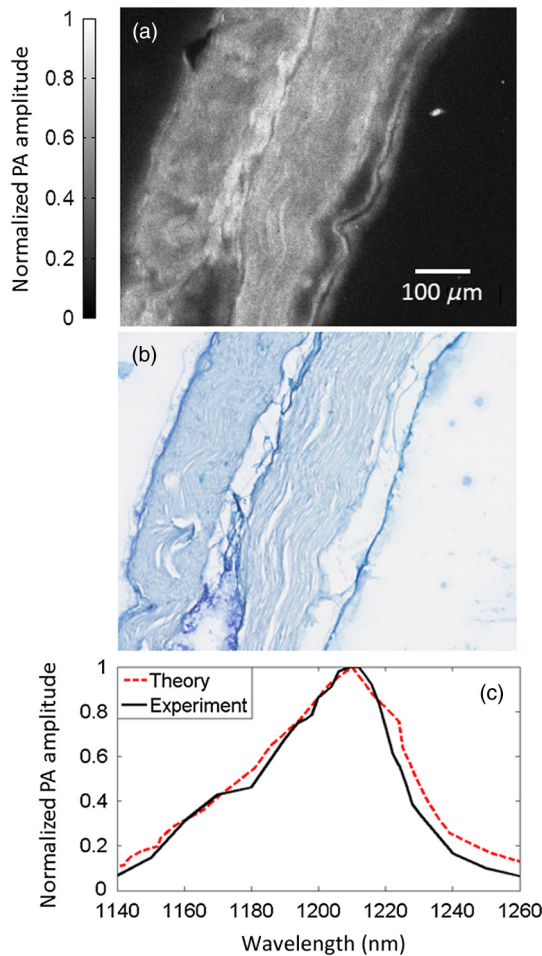 (a)
1
0.8
0.6
0.4
0.2
0
Normalized PA amplitude
100 µm
(b)
(c)
Theory
Experiment
1
0.8
0.6
0.4
0.2
0
Normalized PA amplitude
1140 1160 1180 1200 1220 1240 1260
Wavelength (nm)